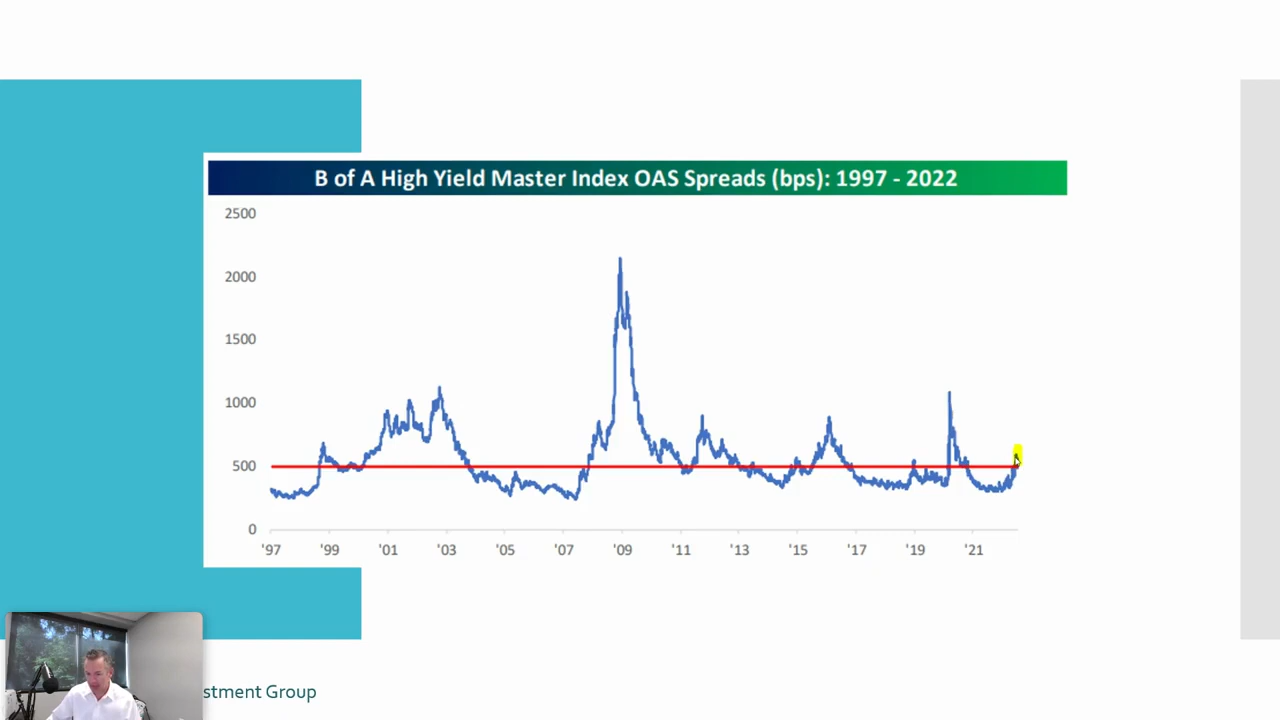 B of A High Yield Master Index OAS Spreads (bps): 1997 - 2022
2500
2000
1500
1000
500
0
'97 '99 '01 '03 '05 '07 '09 '11 '13 '15 '17 '19 '21
stment Group